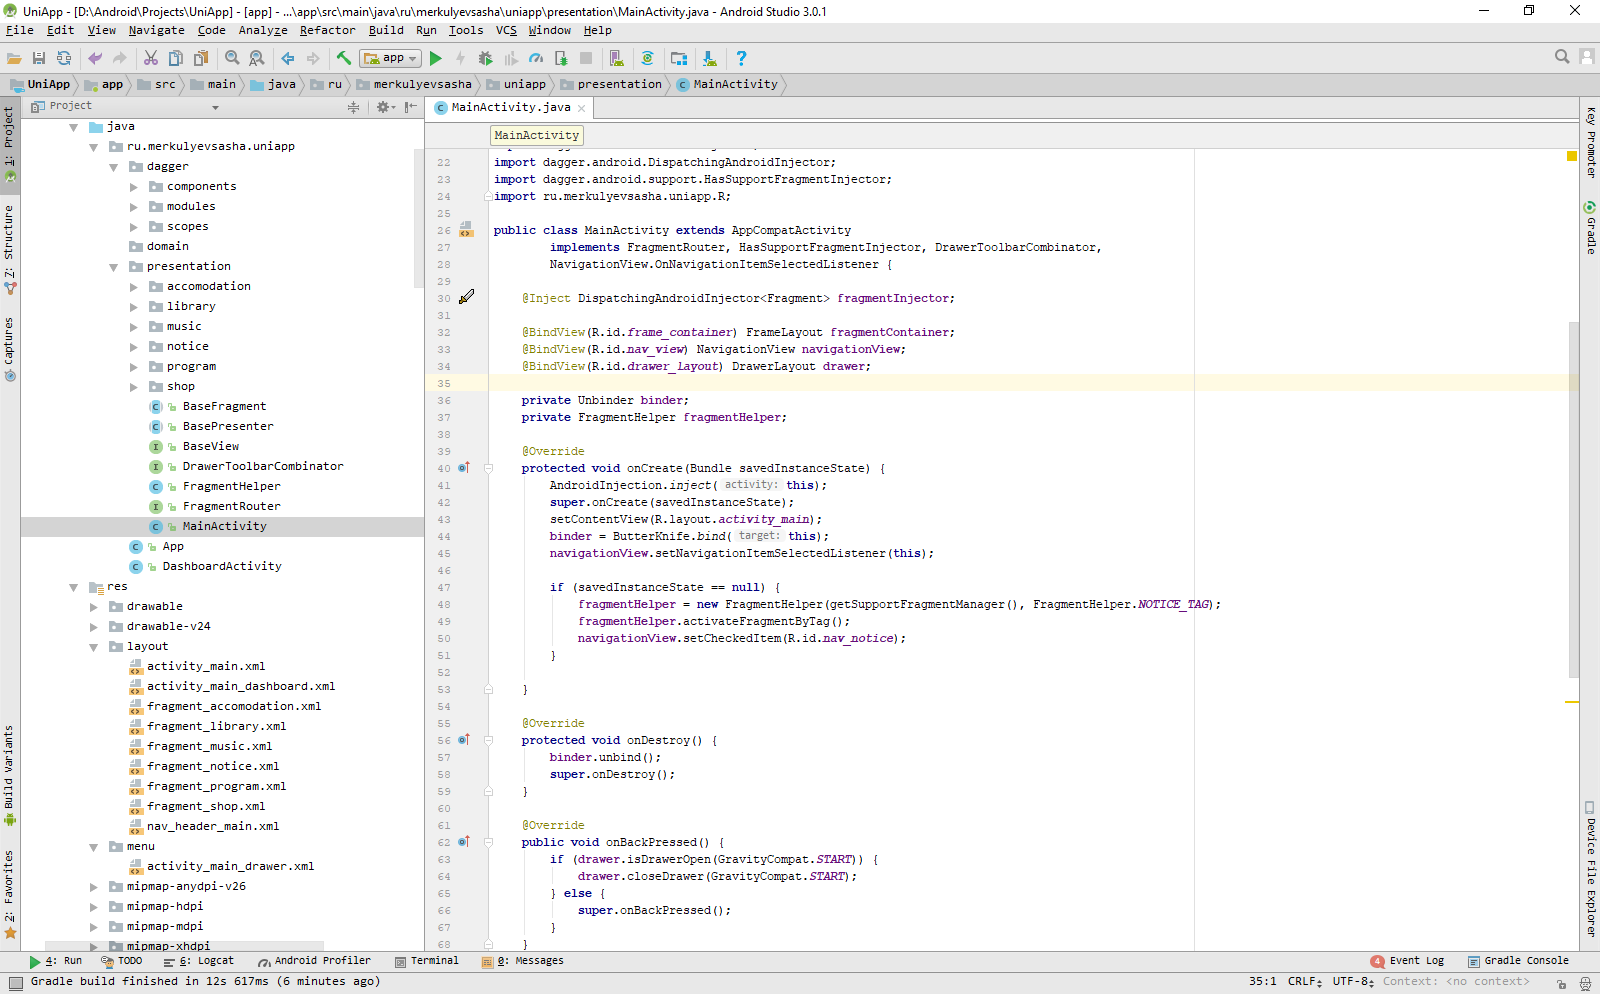 UniApp - [D:\Android\Projects\UniApp] - [app] - ...\app\src\main\java\ru\merkulyevsasha\uniapp\presentation\MainActivity.java - Android Studio 3.0.1
File Edit View Navigate Code Analyze Refactor Build Run Tools VCS Window Help
app
UniApp app src main java ru merkulyevsasha uniapp presentation MainActivity
Project
MainActivity.java
1: Project
Z: Structure
Captures
Build Variants
2: Favorites
java
ru.merkulyevsasha.uniapp
dagger
components
modules
scopes
domain
presentation
accomodation
library
music
notice
program
shop
BaseFragment
BasePresenter
BaseView
DrawerToolbarCombinator
FragmentHelper
FragmentRouter
MainActivity
App
DashboardActivity
res
drawable
drawable-v24
layout
activity_main.xml
activity_main_dashboard.xml
fragment_accomodation.xml
fragment_library.xml
fragment_music.xml
fragment_notice.xml
fragment_program.xml
fragment_shop.xml
nav_header_main.xml
menu
activity_main_drawer.xml
mipmap-anydpi-v26
mipmap-hdpi
mipmap-mdpi
mipmap-xhdpi
MainActivity
22 import dagger.android.DispatchingAndroidInjector;
23 import dagger.android.support.HasSupportFragmentInjector;
24 import ru.merkulyevsasha.uniapp.R;
25
26 public class MainActivity extends AppCompatActivity
27 implements FragmentRouter, HasSupportFragmentInjector, DrawerToolbarCombinator,
28 NavigationView.OnNavigationItemSelectedListener {
29
30 @Inject DispatchingAndroidInjector<Fragment> fragmentInjector;
31
32 @BindView(R.id.frame_container) FrameLayout fragmentContainer;
33 @BindView(R.id.nav_view) NavigationView navigationView;
34 @BindView(R.id.drawer_layout) DrawerLayout drawer;
35
36 private Unbinder binder;
37 private FragmentHelper fragmentHelper;
38
39 @Override
40 protected void onCreate(Bundle savedInstanceState) {
41 AndroidInjection.inject( activity: this);
42 super.onCreate(savedInstanceState);
43 setContentView(R.layout.activity_main);
44 binder = ButterKnife.bind( target: this);
45 navigationView.setNavigationItemSelectedListener(this);
46
47 if (savedInstanceState == null) {
48 fragmentHelper = new FragmentHelper(getSupportFragmentManager(), FragmentHelper.NOTICE_TAG);
49 fragmentHelper.activateFragmentByTag();
50 navigationView.setCheckedItem(R.id.nav_notice);
51 }
52
53 }
54
55 @Override
56 protected void onDestroy() {
57 binder.unbind();
58 super.onDestroy();
59 }
60
61 @Override
62 public void onBackPressed() {
63 if (drawer.isDrawerOpen(GravityCompat.START)) {
64 drawer.closeDrawer(GravityCompat.START);
65 } else {
66 super.onBackPressed();
67 }
68 }
Key Promoter
Gradle
Device File Explorer
4: Run TODO 6: Logcat Android Profiler Terminal 0: Messages 4 Event Log Gradle Console
Gradle build finished in 12s 617ms (6 minutes ago) 35:1 CRLF UTF-8 Context: <no context>